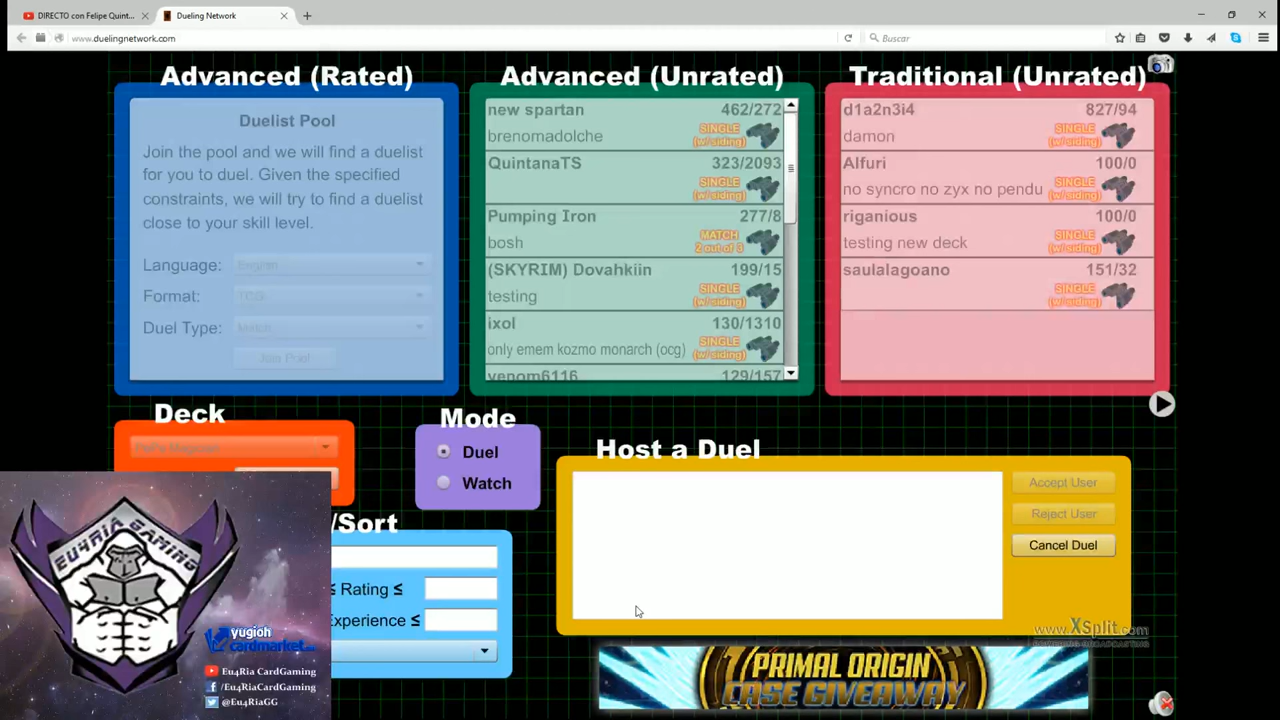 DIRECTO con Felipe Quint...
Dueling Network
www.duelingnetwork.com
Buscar
Advanced (Rated)
Advanced (Unrated)
Traditional (Unrated)
Duelist Pool
Join the pool and we will find a duelist
for you to duel. Given the specified
constraints, we will try to find a duelist
close to your skill level.
Language: English
Format: TCG
Duel Type: Match
Join Pool
new spartan 462/272
brenomadolche SINGLE (w/ siding)
QuintanaTS 323/2093
SINGLE (w/ siding)
Pumping Iron 277/8
bosh MATCH 2 out of 3
(SKYRIM) Dovahkiin 199/15
testing SINGLE (w/ siding)
ixol 130/1310
only emem kozmo monarch (ocg) SINGLE (w/ siding)
venom6116 129/157
d1a2n3i4 827/94
damon SINGLE (w/ siding)
Alfuri 100/0
no syncro no zyx no pendu SINGLE (w/ siding)
riganious 100/0
testing new deck SINGLE (w/ siding)
saulalagoano 151/32
SINGLE (w/ siding)
Deck
Mode
Duel
Watch
Host a Duel
Accept User
Reject User
Cancel Duel
/Sort
≤ Rating ≤
Experience ≤
EU4RIA GAMING
yugioh
cardmarket
Eu4Ria CardGaming
/Eu4RiaCardGaming
@Eu4RiaGG
www.XSplit.com
PRIMAL ORIGIN
CASE GIVEAWAY